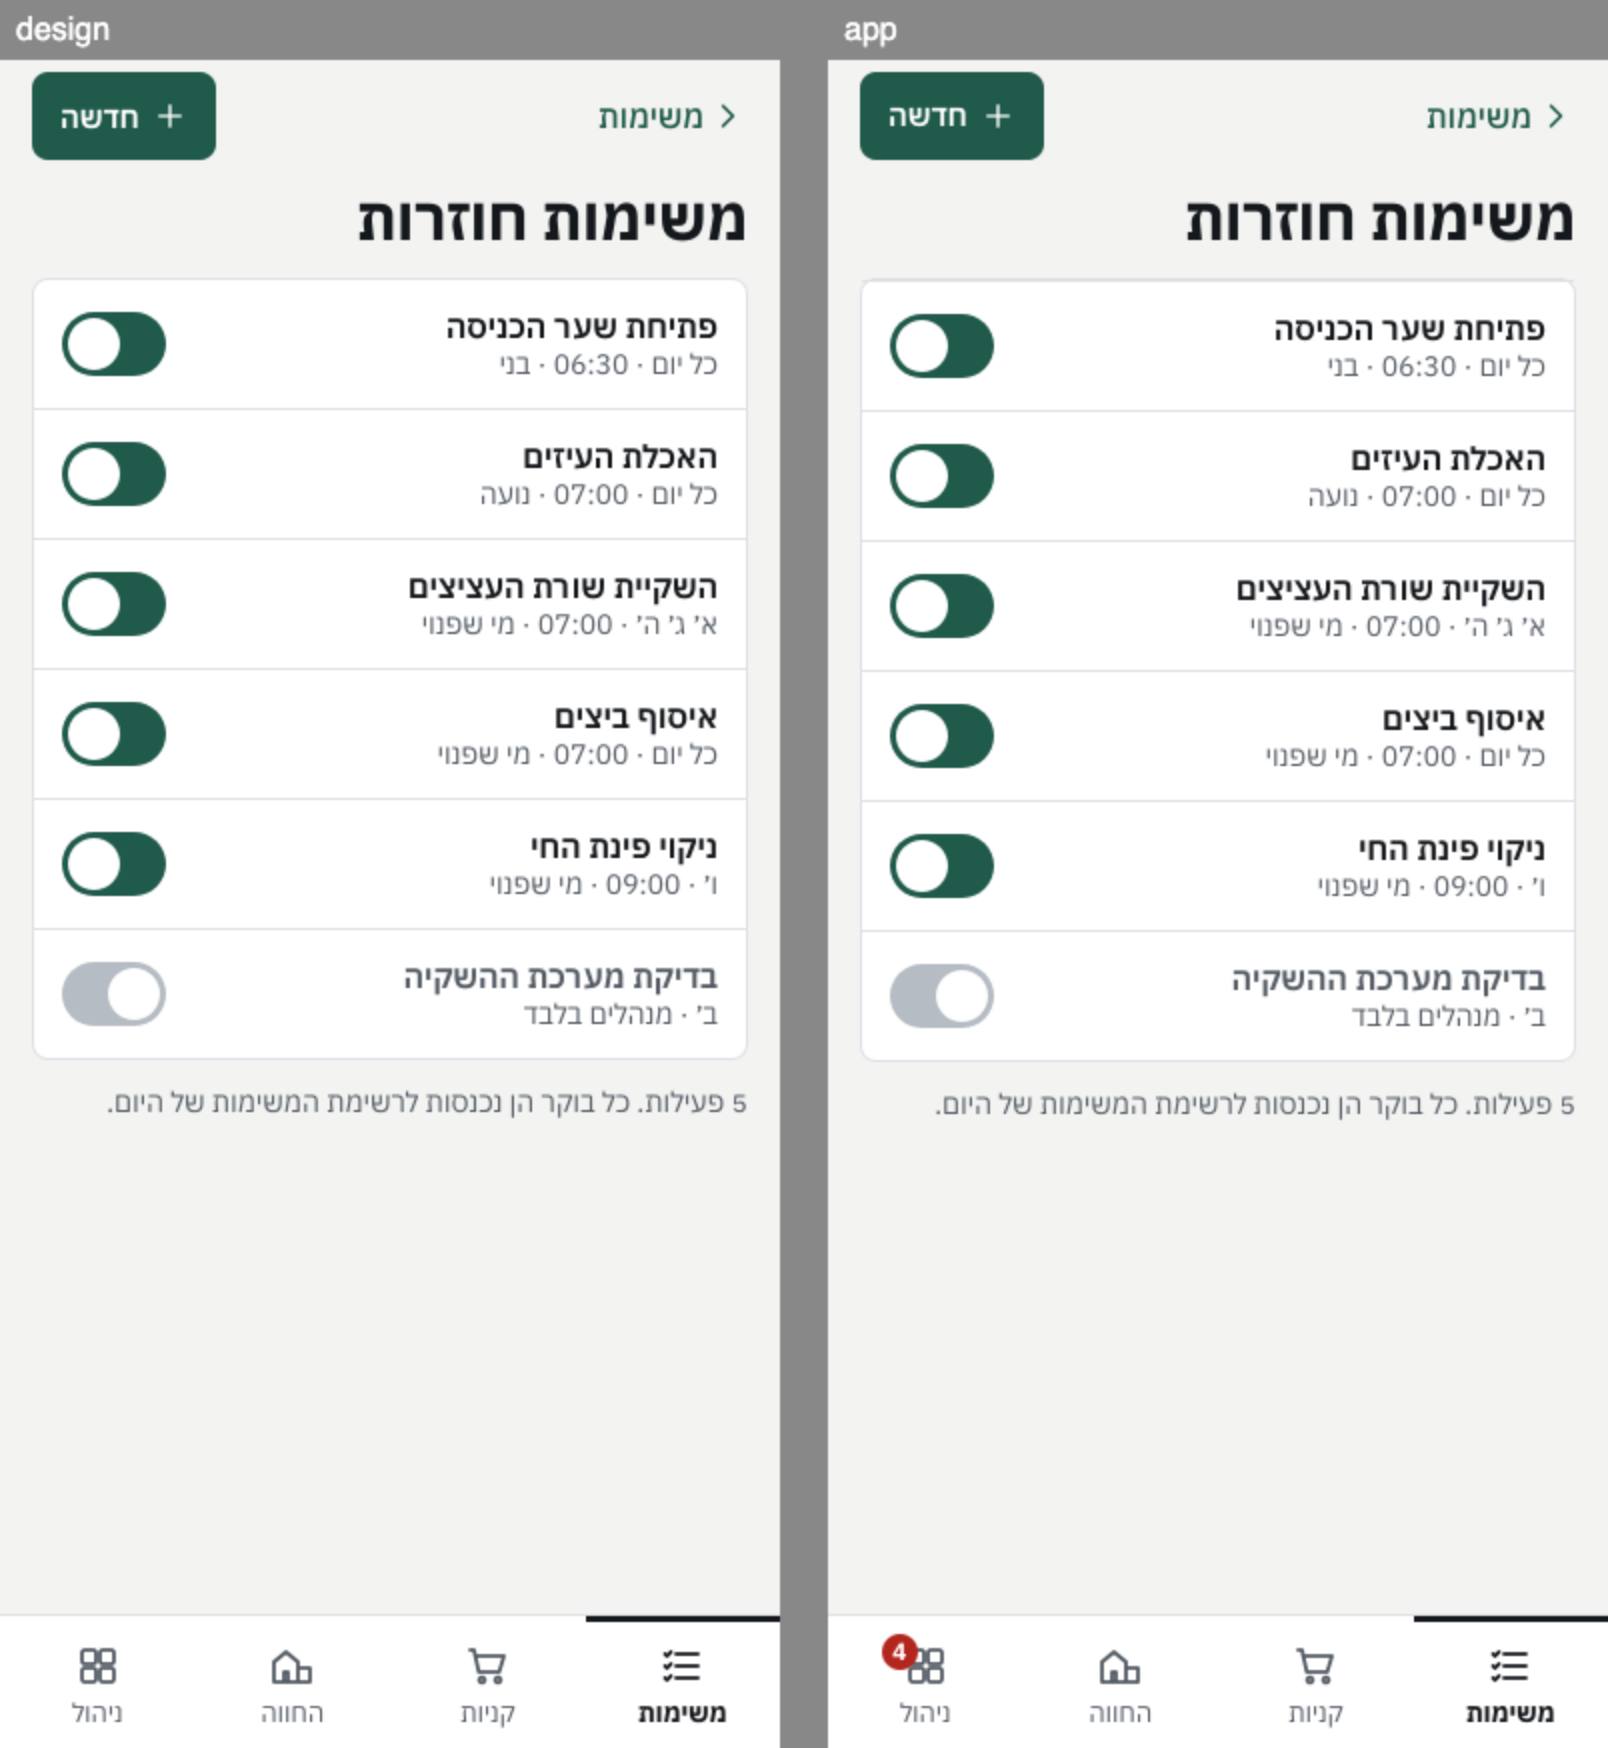 design
משימות
+ חדשה
משימות חוזרות
פתיחת שער הכניסה
כל יום · 06:30 · בני
האכלת העיזים
כל יום · 07:00 · נועה
השקיית שורת העציצים
א׳ ג׳ ה׳ · 07:00 · מי שפנוי
איסוף ביצים
כל יום · 07:00 · מי שפנוי
ניקוי פינת החי
ו׳ · 09:00 · מי שפנוי
בדיקת מערכת ההשקיה
ב׳ · מנהלים בלבד
5 פעילות. כל בוקר הן נכנסות לרשימת המשימות של היום.
משימות
קניות
החווה
ניהול
app
משימות
+ חדשה
משימות חוזרות
פתיחת שער הכניסה
כל יום · 06:30 · בני
האכלת העיזים
כל יום · 07:00 · נועה
השקיית שורת העציצים
א׳ ג׳ ה׳ · 07:00 · מי שפנוי
איסוף ביצים
כל יום · 07:00 · מי שפנוי
ניקוי פינת החי
ו׳ · 09:00 · מי שפנוי
בדיקת מערכת ההשקיה
ב׳ · מנהלים בלבד
5 פעילות. כל בוקר הן נכנסות לרשימת המשימות של היום.
משימות
קניות
החווה
4
ניהול